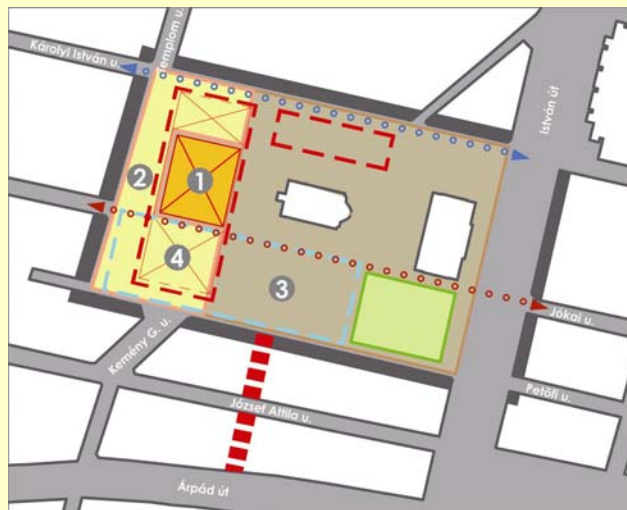 Templom u.
Károlyi István u.
István út
2
1
4
3
Jókai u.
Kemény G. u.
Petőfi u.
József Attila u.
Árpád út